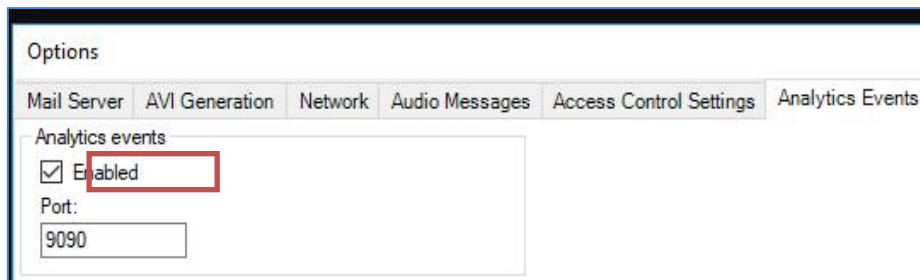 Options
Mail Server AVI Generation Network Audio Messages Access Control Settings Analytics Events
Analytics events
Enabled
Port:
9090